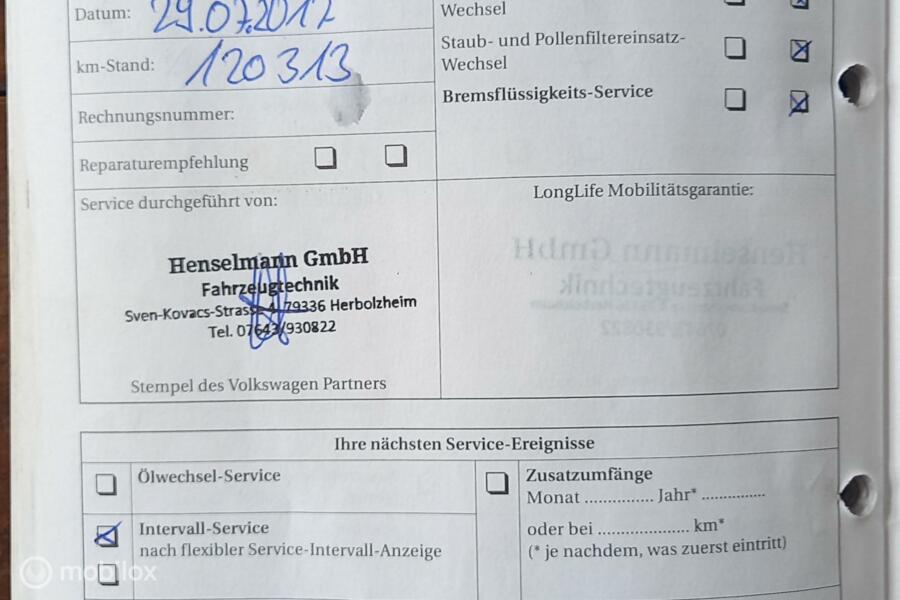 Datum: 29.07.2017
Wechsel
km-Stand: 120 313
Staub- und Pollenfiltereinsatz-
Wechsel
Rechnungsnummer:
Bremsflüssigkeits-Service
Reparaturempfehlung
Service durchgeführt von:
LongLife Mobilitätsgarantie:
Henselmann GmbH
Fahrzeugtechnik
Sven-Kovacs-Strasse 4, 79336 Herbolzheim
Tel. 07643/930822
Stempel des Volkswagen Partners
Ihre nächsten Service-Ereignisse
Ölwechsel-Service
Zusatzumfänge
Monat .............. Jahr* ..............
Intervall-Service
nach flexibler Service-Intervall-Anzeige
oder bei .................... km*
(* je nachdem, was zuerst eintritt)
mobilox